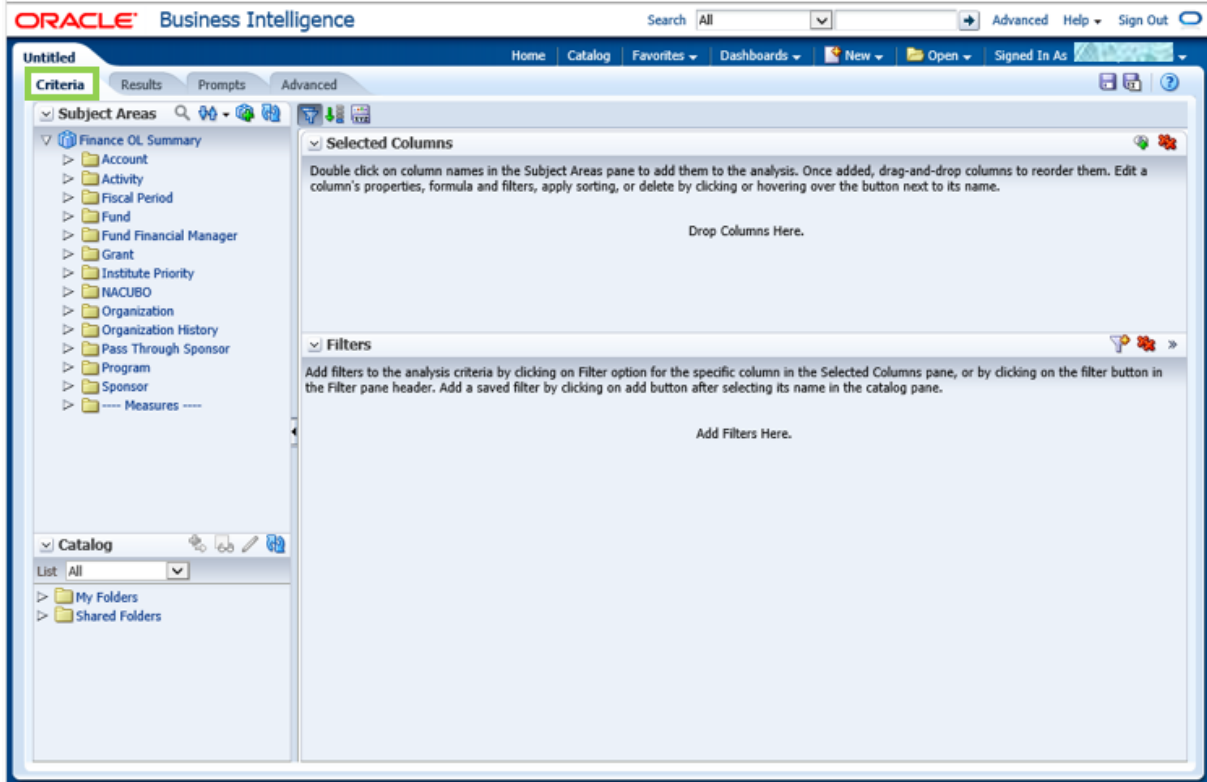 ORACLE® Business Intelligence Search All Advanced Help Sign Out
Untitled Home Catalog Favorites Dashboards New Open Signed In As
Criteria Results Prompts Advanced
Subject Areas
Finance OL Summary
Account
Activity
Fiscal Period
Fund
Fund Financial Manager
Grant
Institute Priority
NACUBO
Organization
Organization History
Pass Through Sponsor
Program
Sponsor
---- Measures ----
Catalog
List All
My Folders
Shared Folders
Selected Columns
Double click on column names in the Subject Areas pane to add them to the analysis. Once added, drag-and-drop columns to reorder them. Edit a
column's properties, formula and filters, apply sorting, or delete by clicking or hovering over the button next to its name.
Drop Columns Here.
Filters
Add filters to the analysis criteria by clicking on Filter option for the specific column in the Selected Columns pane, or by clicking on the filter button in
the Filter pane header. Add a saved filter by clicking on add button after selecting its name in the catalog pane.
Add Filters Here.